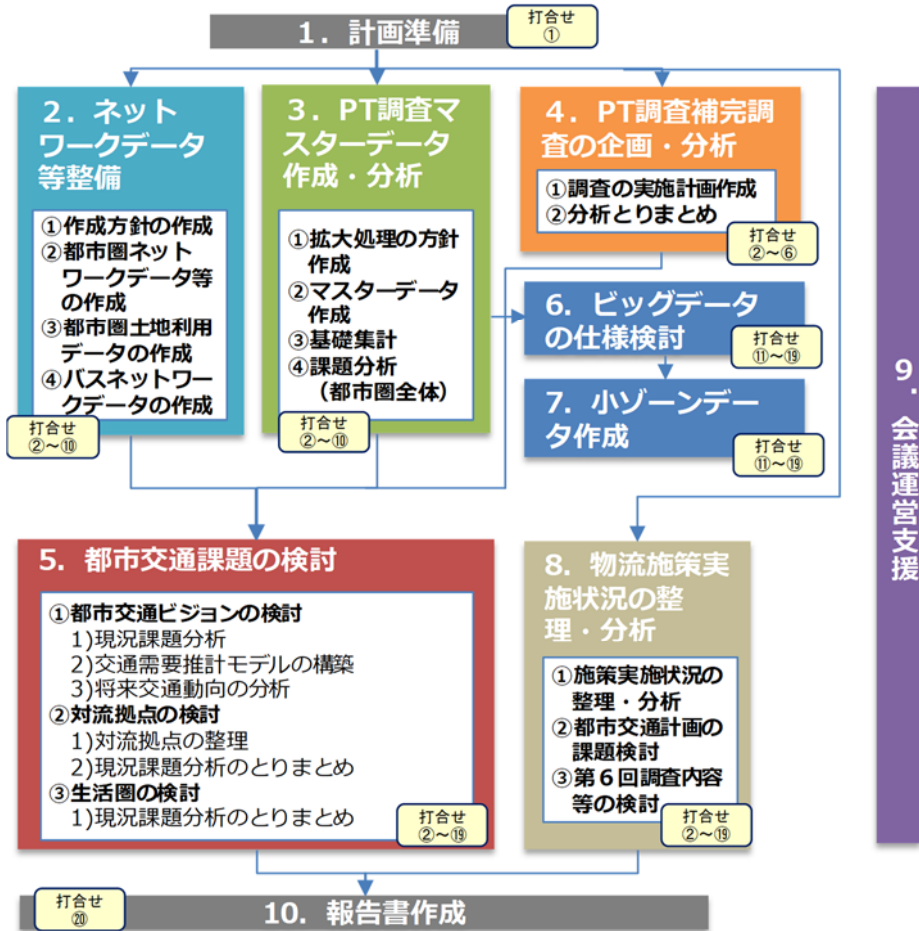 1．計画準備
打合せ
①
2．ネット
ワークデータ
等整備
①作成方針の作成
②都市圏ネット
ワークデータ等
の作成
③都市圏土地利用
データの作成
④バスネットワー
クデータの作成
打合せ
②～⑩
3．PT調査マ
スターデータ
作成・分析
①拡大処理の方針
作成
②マスターデータ
作成
③基礎集計
④課題分析
（都市圏全体）
打合せ
②～⑩
4．PT調査補完調
査の企画・分析
①調査の実施計画作成
②分析とりまとめ
打合せ
②～⑥
6．ビッグデータ
の仕様検討
打合せ
⑪～⑲
7．小ゾーンデー
タ作成
打合せ
⑪～⑲
5．都市交通課題の検討
①都市交通ビジョンの検討
1)現況課題分析
2)交通需要推計モデルの構築
3)将来交通動向の分析
②対流拠点の検討
1)対流拠点の整理
2)現況課題分析のとりまとめ
③生活圏の検討
1)現況課題分析のとりまとめ
打合せ
②～⑲
8．物流施策実
施状況の整
理・分析
①施策実施状況の
整理・分析
②都市交通計画の
課題検討
③第６回調査内容
等の検討
打合せ
②～⑲
9．会議運営支援
打合せ
⑳
10．報告書作成